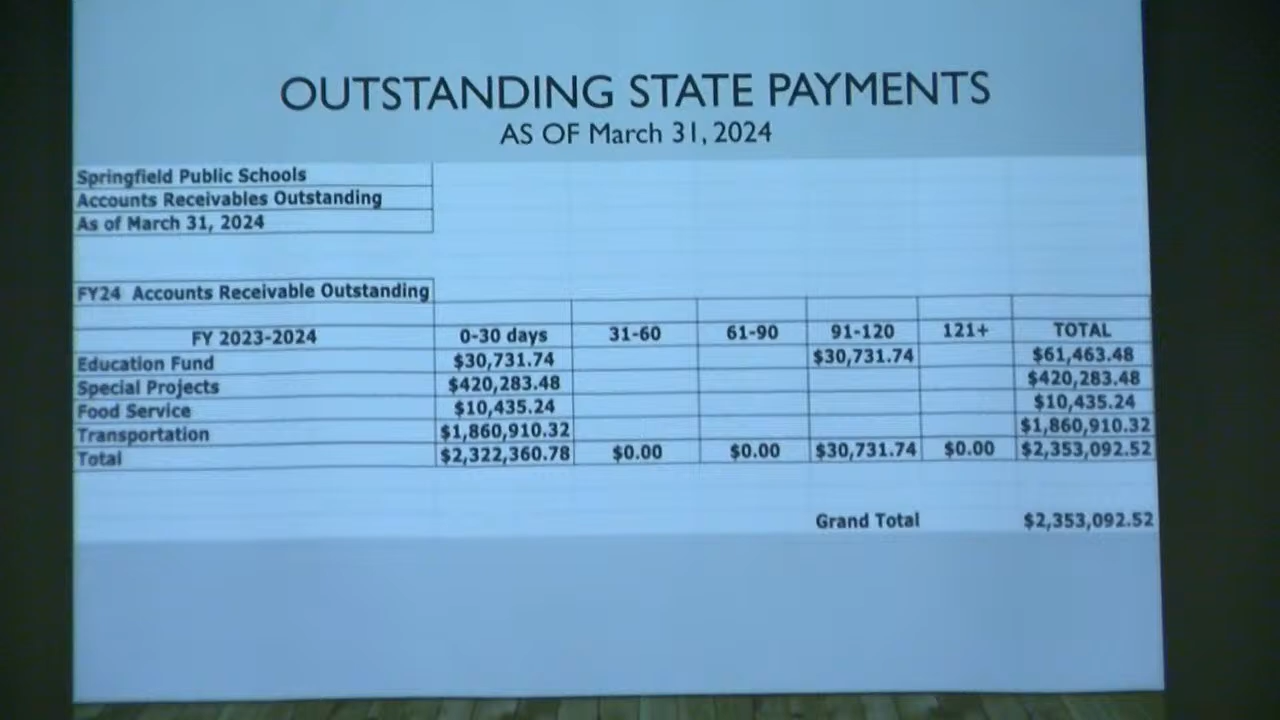 OUTSTANDING STATE PAYMENTS
AS OF March 31, 2024
Springfield Public Schools
Accounts Receivables Outstanding
As of March 31, 2024
FY24 Accounts Receivable Outstanding
FY 2023-2024 0-30 days 31-60 61-90 91-120 121+ TOTAL
Education Fund $30,731.74 $30,731.74 $61,463.48
Special Projects $420,283.48 $420,283.48
Food Service $10,435.24 $10,435.24
Transportation $1,860,910.32 $1,860,910.32
Total $2,322,360.78 $0.00 $0.00 $30,731.74 $0.00 $2,353,092.52
Grand Total $2,353,092.52